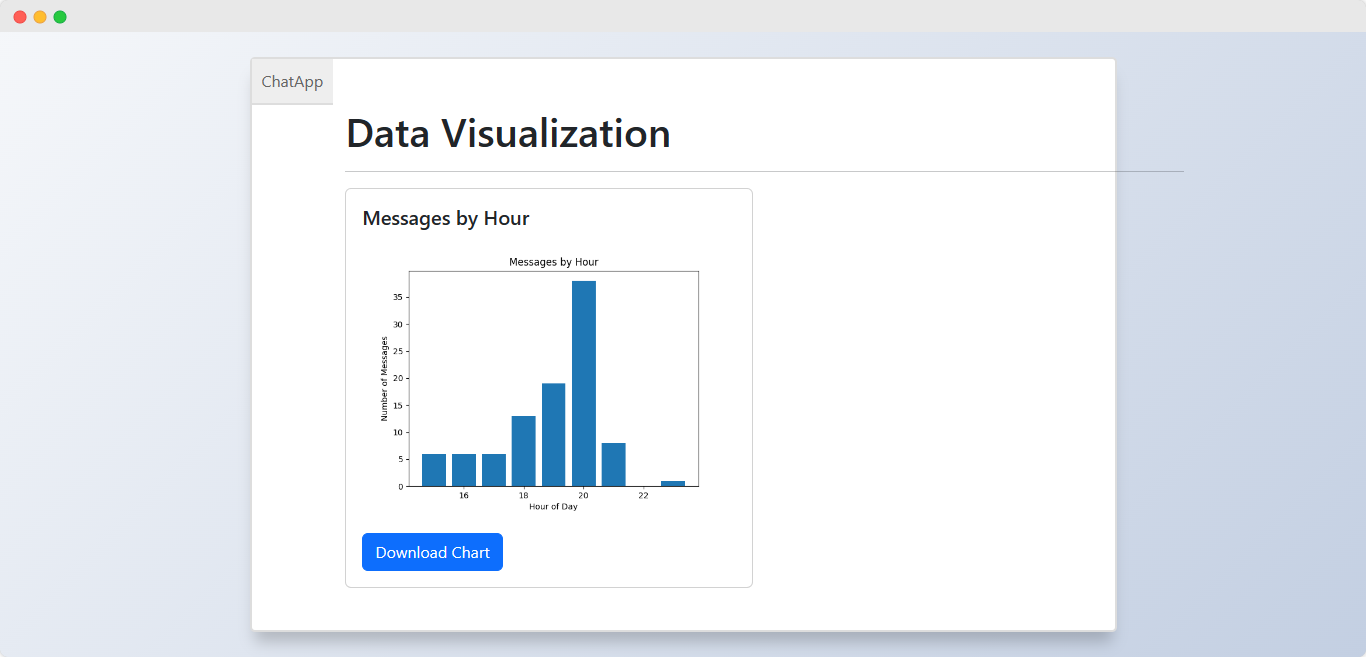 ChatApp
Data Visualization
Messages by Hour
Messages by Hour
35
30
25
20
15
10
5
0
Number of Messages
16 18 20 22
Hour of Day
Download Chart